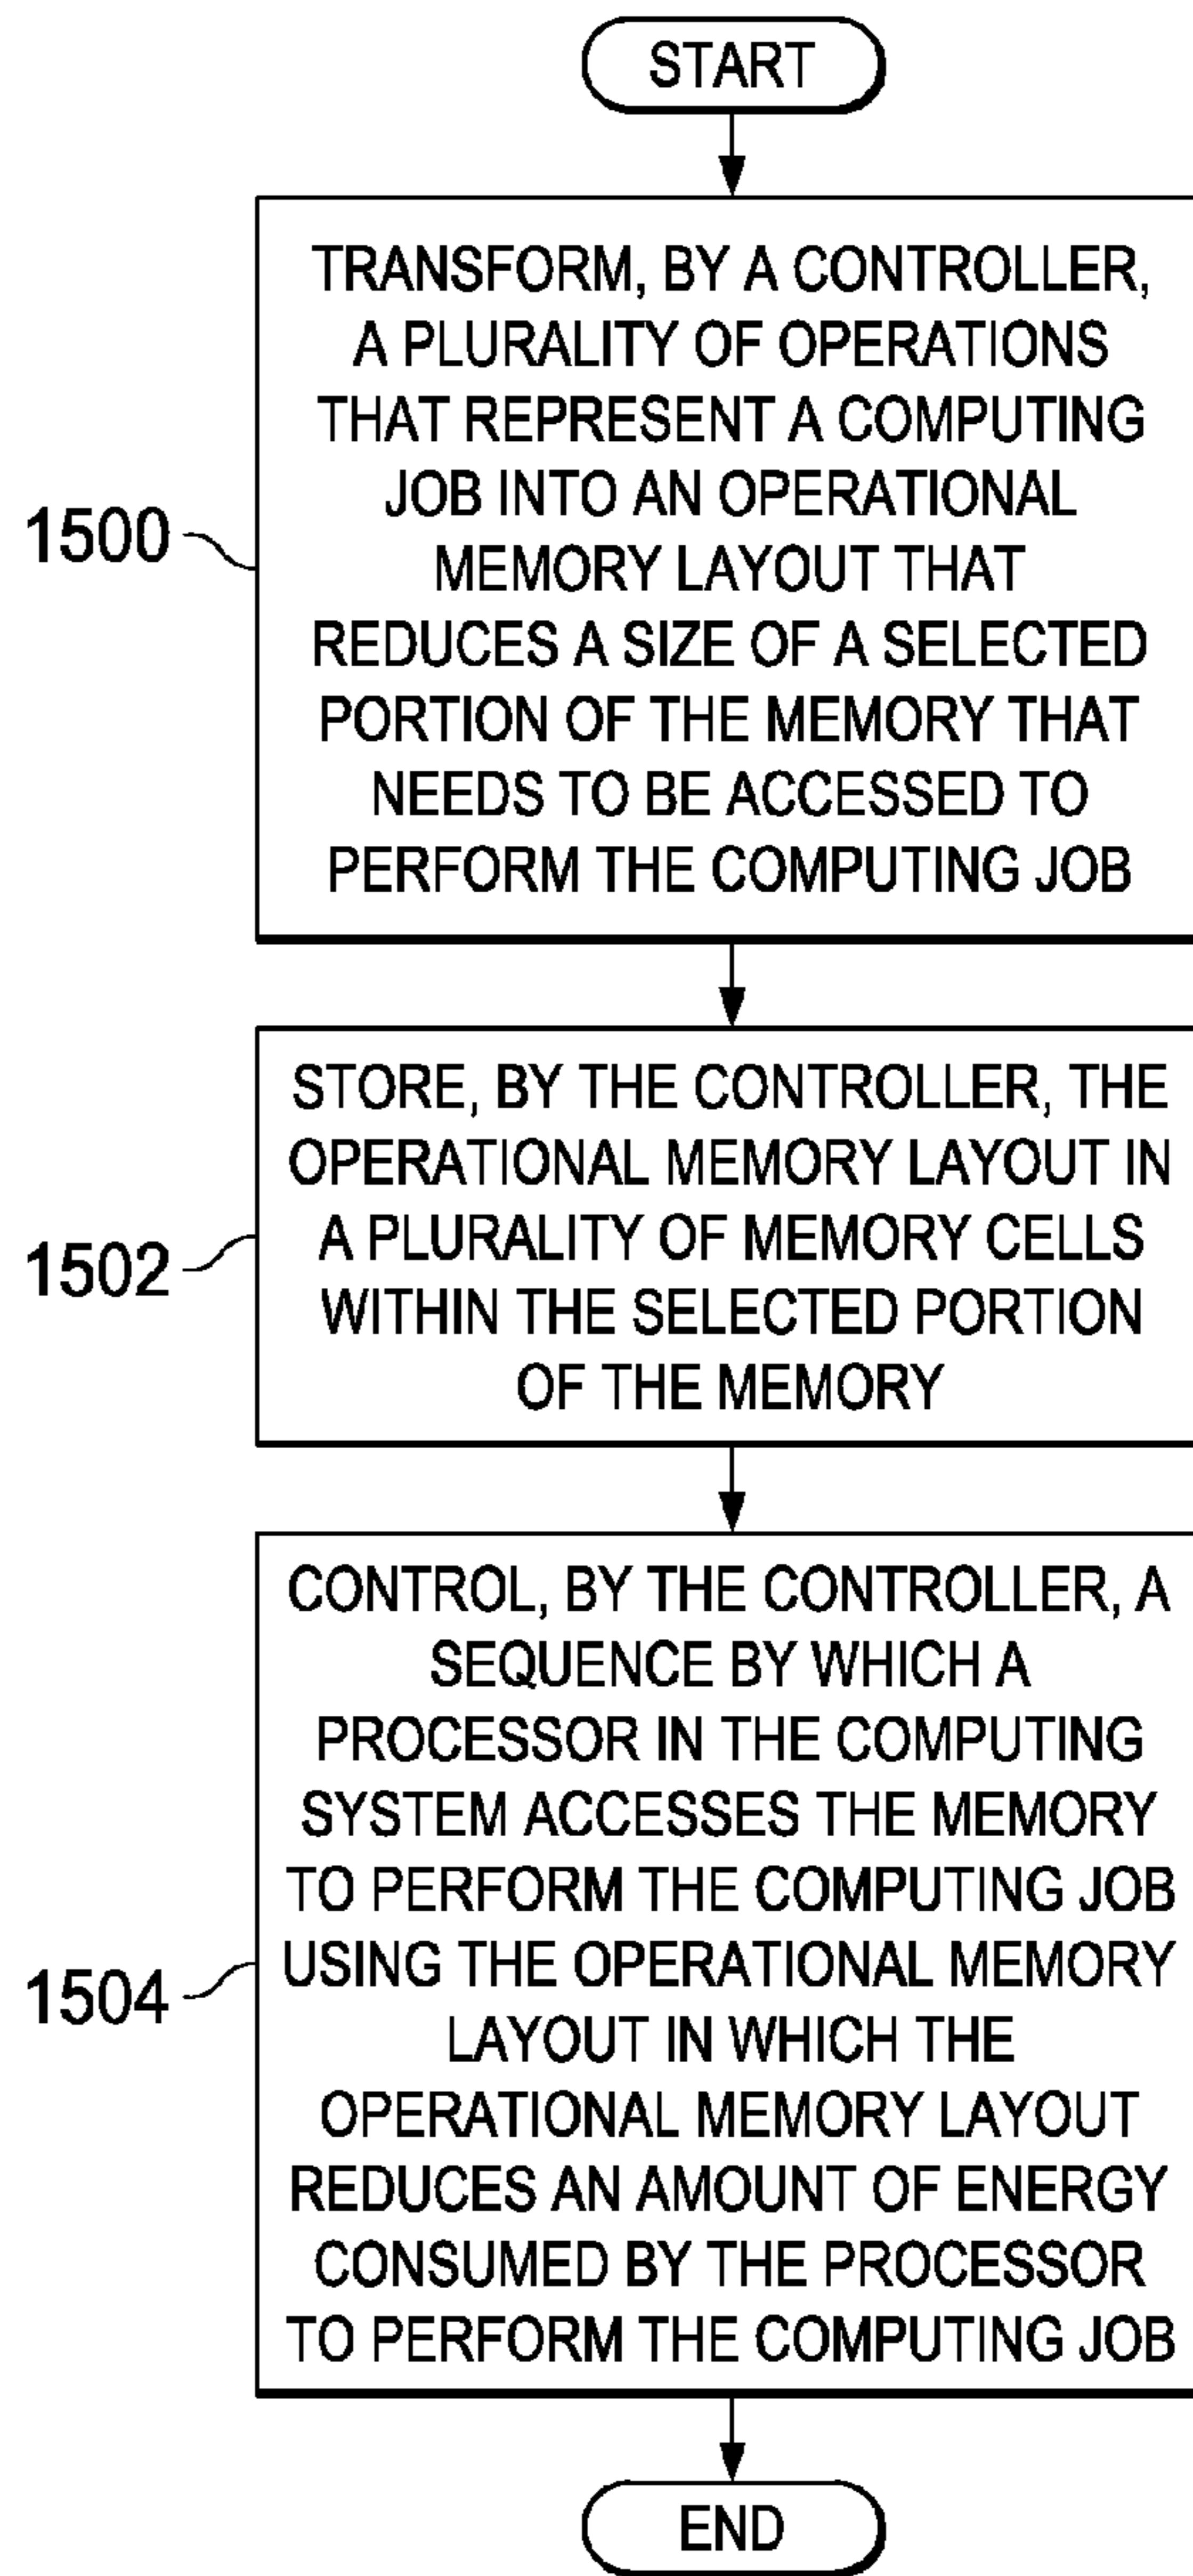 START
TRANSFORM, BY A CONTROLLER,
A PLURALITY OF OPERATIONS
THAT REPRESENT A COMPUTING
JOB INTO AN OPERATIONAL
MEMORY LAYOUT THAT
REDUCES A SIZE OF A SELECTED
PORTION OF THE MEMORY THAT
NEEDS TO BE ACCESSED TO
PERFORM THE COMPUTING JOB
1500
STORE, BY THE CONTROLLER, THE
OPERATIONAL MEMORY LAYOUT IN
A PLURALITY OF MEMORY CELLS
WITHIN THE SELECTED PORTION
OF THE MEMORY
1502
CONTROL, BY THE CONTROLLER, A
SEQUENCE BY WHICH A
PROCESSOR IN THE COMPUTING
SYSTEM ACCESSES THE MEMORY
TO PERFORM THE COMPUTING JOB
USING THE OPERATIONAL MEMORY
LAYOUT IN WHICH THE
OPERATIONAL MEMORY LAYOUT
REDUCES AN AMOUNT OF ENERGY
CONSUMED BY THE PROCESSOR
TO PERFORM THE COMPUTING JOB
1504
END